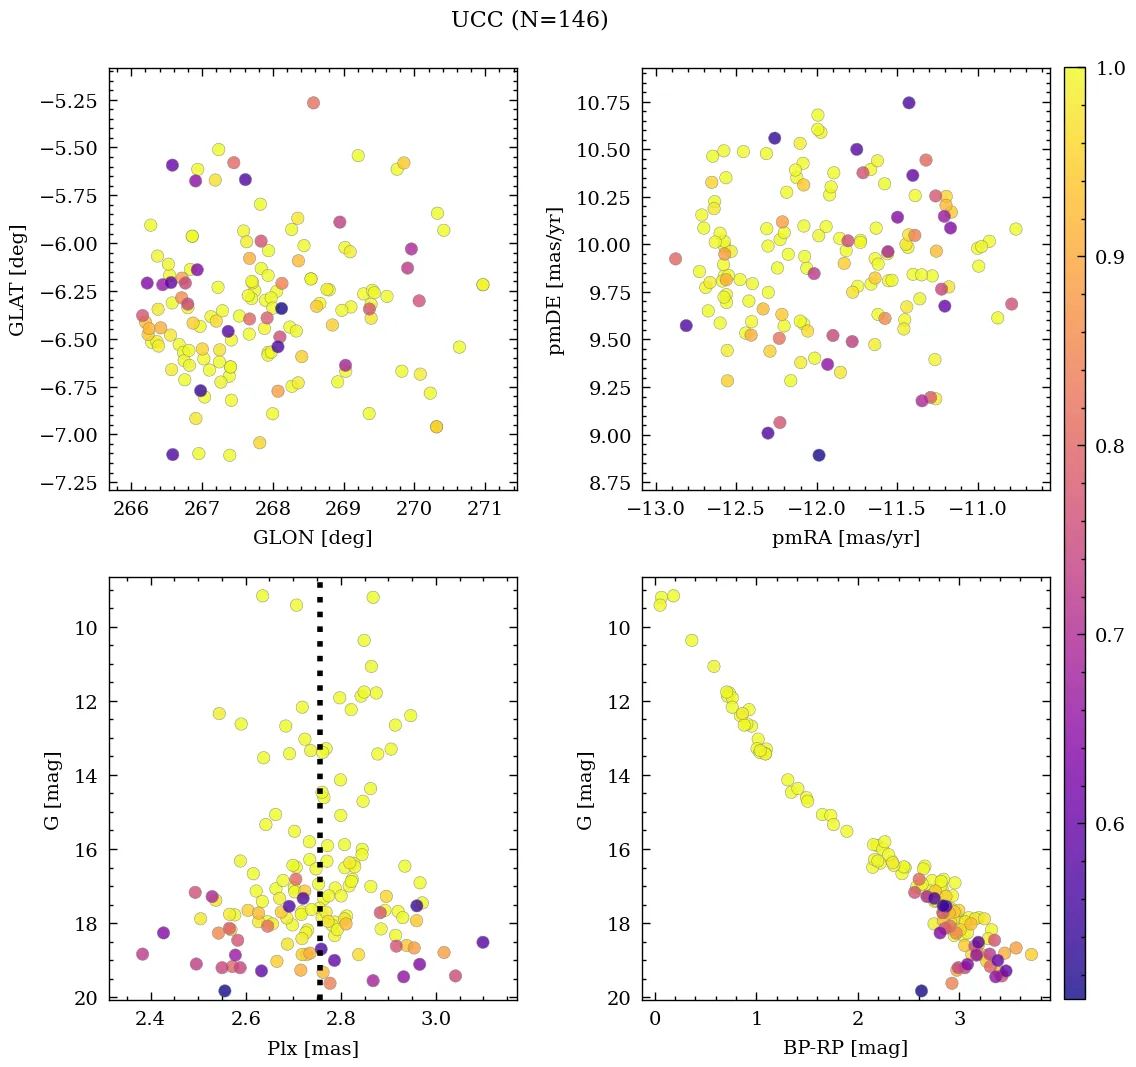 UCC (N=146)
−5.25
−5.50
−5.75
−6.00
−6.25
−6.50
−6.75
−7.00
−7.25
GLAT [deg]
266 267 268 269 270 271
GLON [deg]
10.75
10.50
10.25
10.00
9.75
9.50
9.25
9.00
8.75
pmDE [mas/yr]
−13.0 −12.5 −12.0 −11.5 −11.0
pmRA [mas/yr]
10
12
14
16
18
20
G [mag]
2.4 2.6 2.8 3.0
Plx [mas]
10
12
14
16
18
20
G [mag]
0 1 2 3
BP-RP [mag]
1.0
0.9
0.8
0.7
0.6